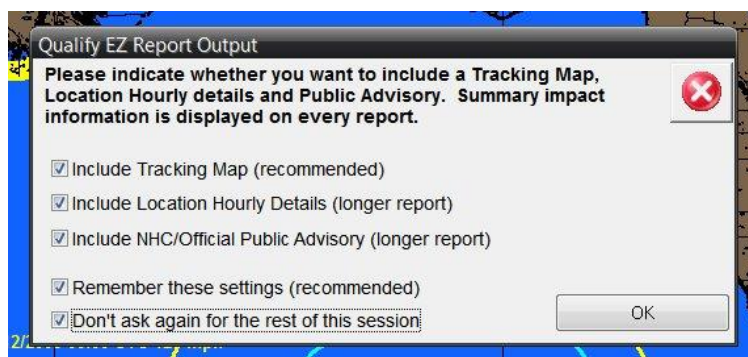 Qualify EZ Report Output
Please indicate whether you want to include a Tracking Map,
Location Hourly details and Public Advisory.  Summary impact
information is displayed on every report.
Include Tracking Map (recommended)
Include Location Hourly Details (longer report)
Include NHC/Official Public Advisory (longer report)
Remember these settings (recommended)
Don't ask again for the rest of this session
OK